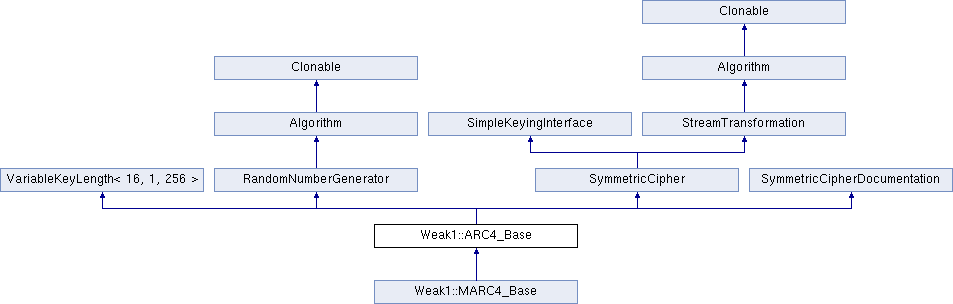 Clonable
Clonable
Algorithm
Algorithm
SimpleKeyingInterface
StreamTransformation
VariableKeyLength< 16, 1, 256 >
RandomNumberGenerator
SymmetricCipher
SymmetricCipherDocumentation
Weak1::ARC4_Base
Weak1::MARC4_Base